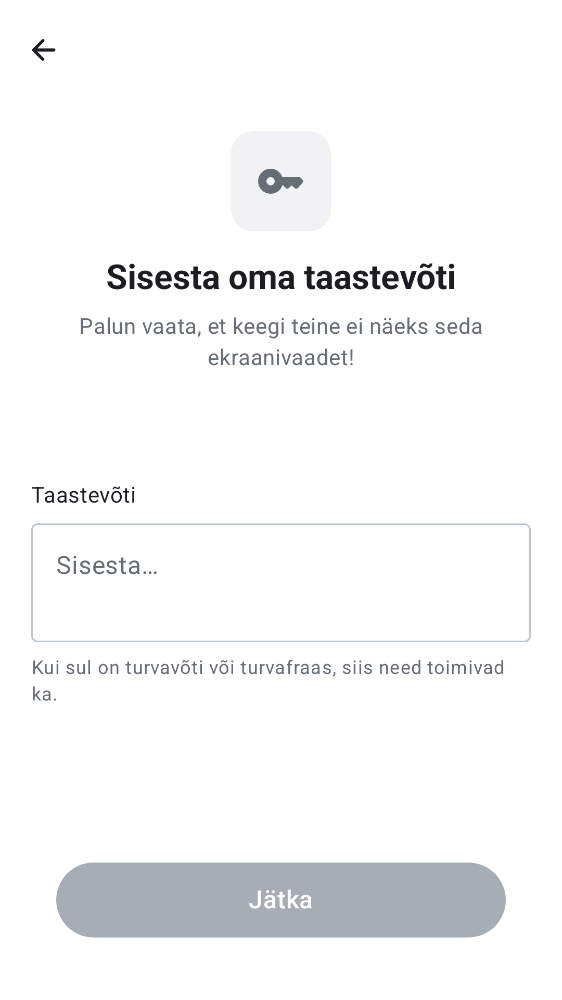 Sisesta oma taastevõti
Palun vaata, et keegi teine ei näeks seda
ekraanivaadet!
Taastevõti
Sisesta…
Kui sul on turvavõti või turvafraas, siis need toimivad
ka.
Jätka